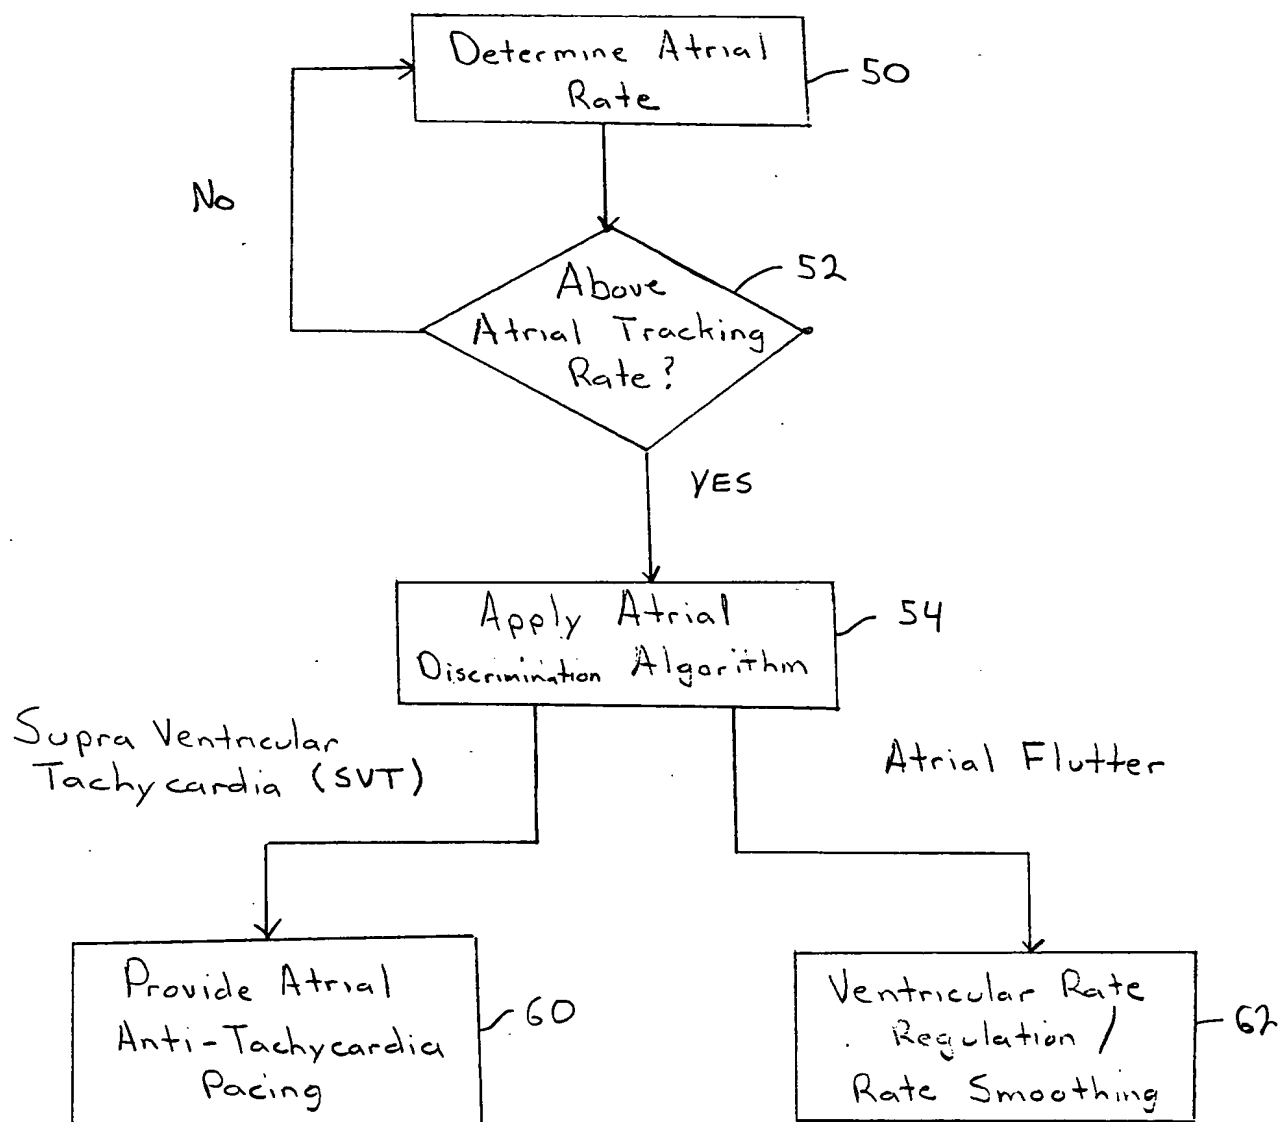 Determine Atrial
Rate
50
No
52
Above
Atrial Tracking
Rate?
YES
54
Apply Atrial
Discrimination Algorithm
Supra Ventricular
Tachycardia (SVT)
Atrial Flutter
Provide Atrial
Anti-Tachycardia
Pacing
60
Ventricular Rate
Regulation /
Rate Smoothing
62